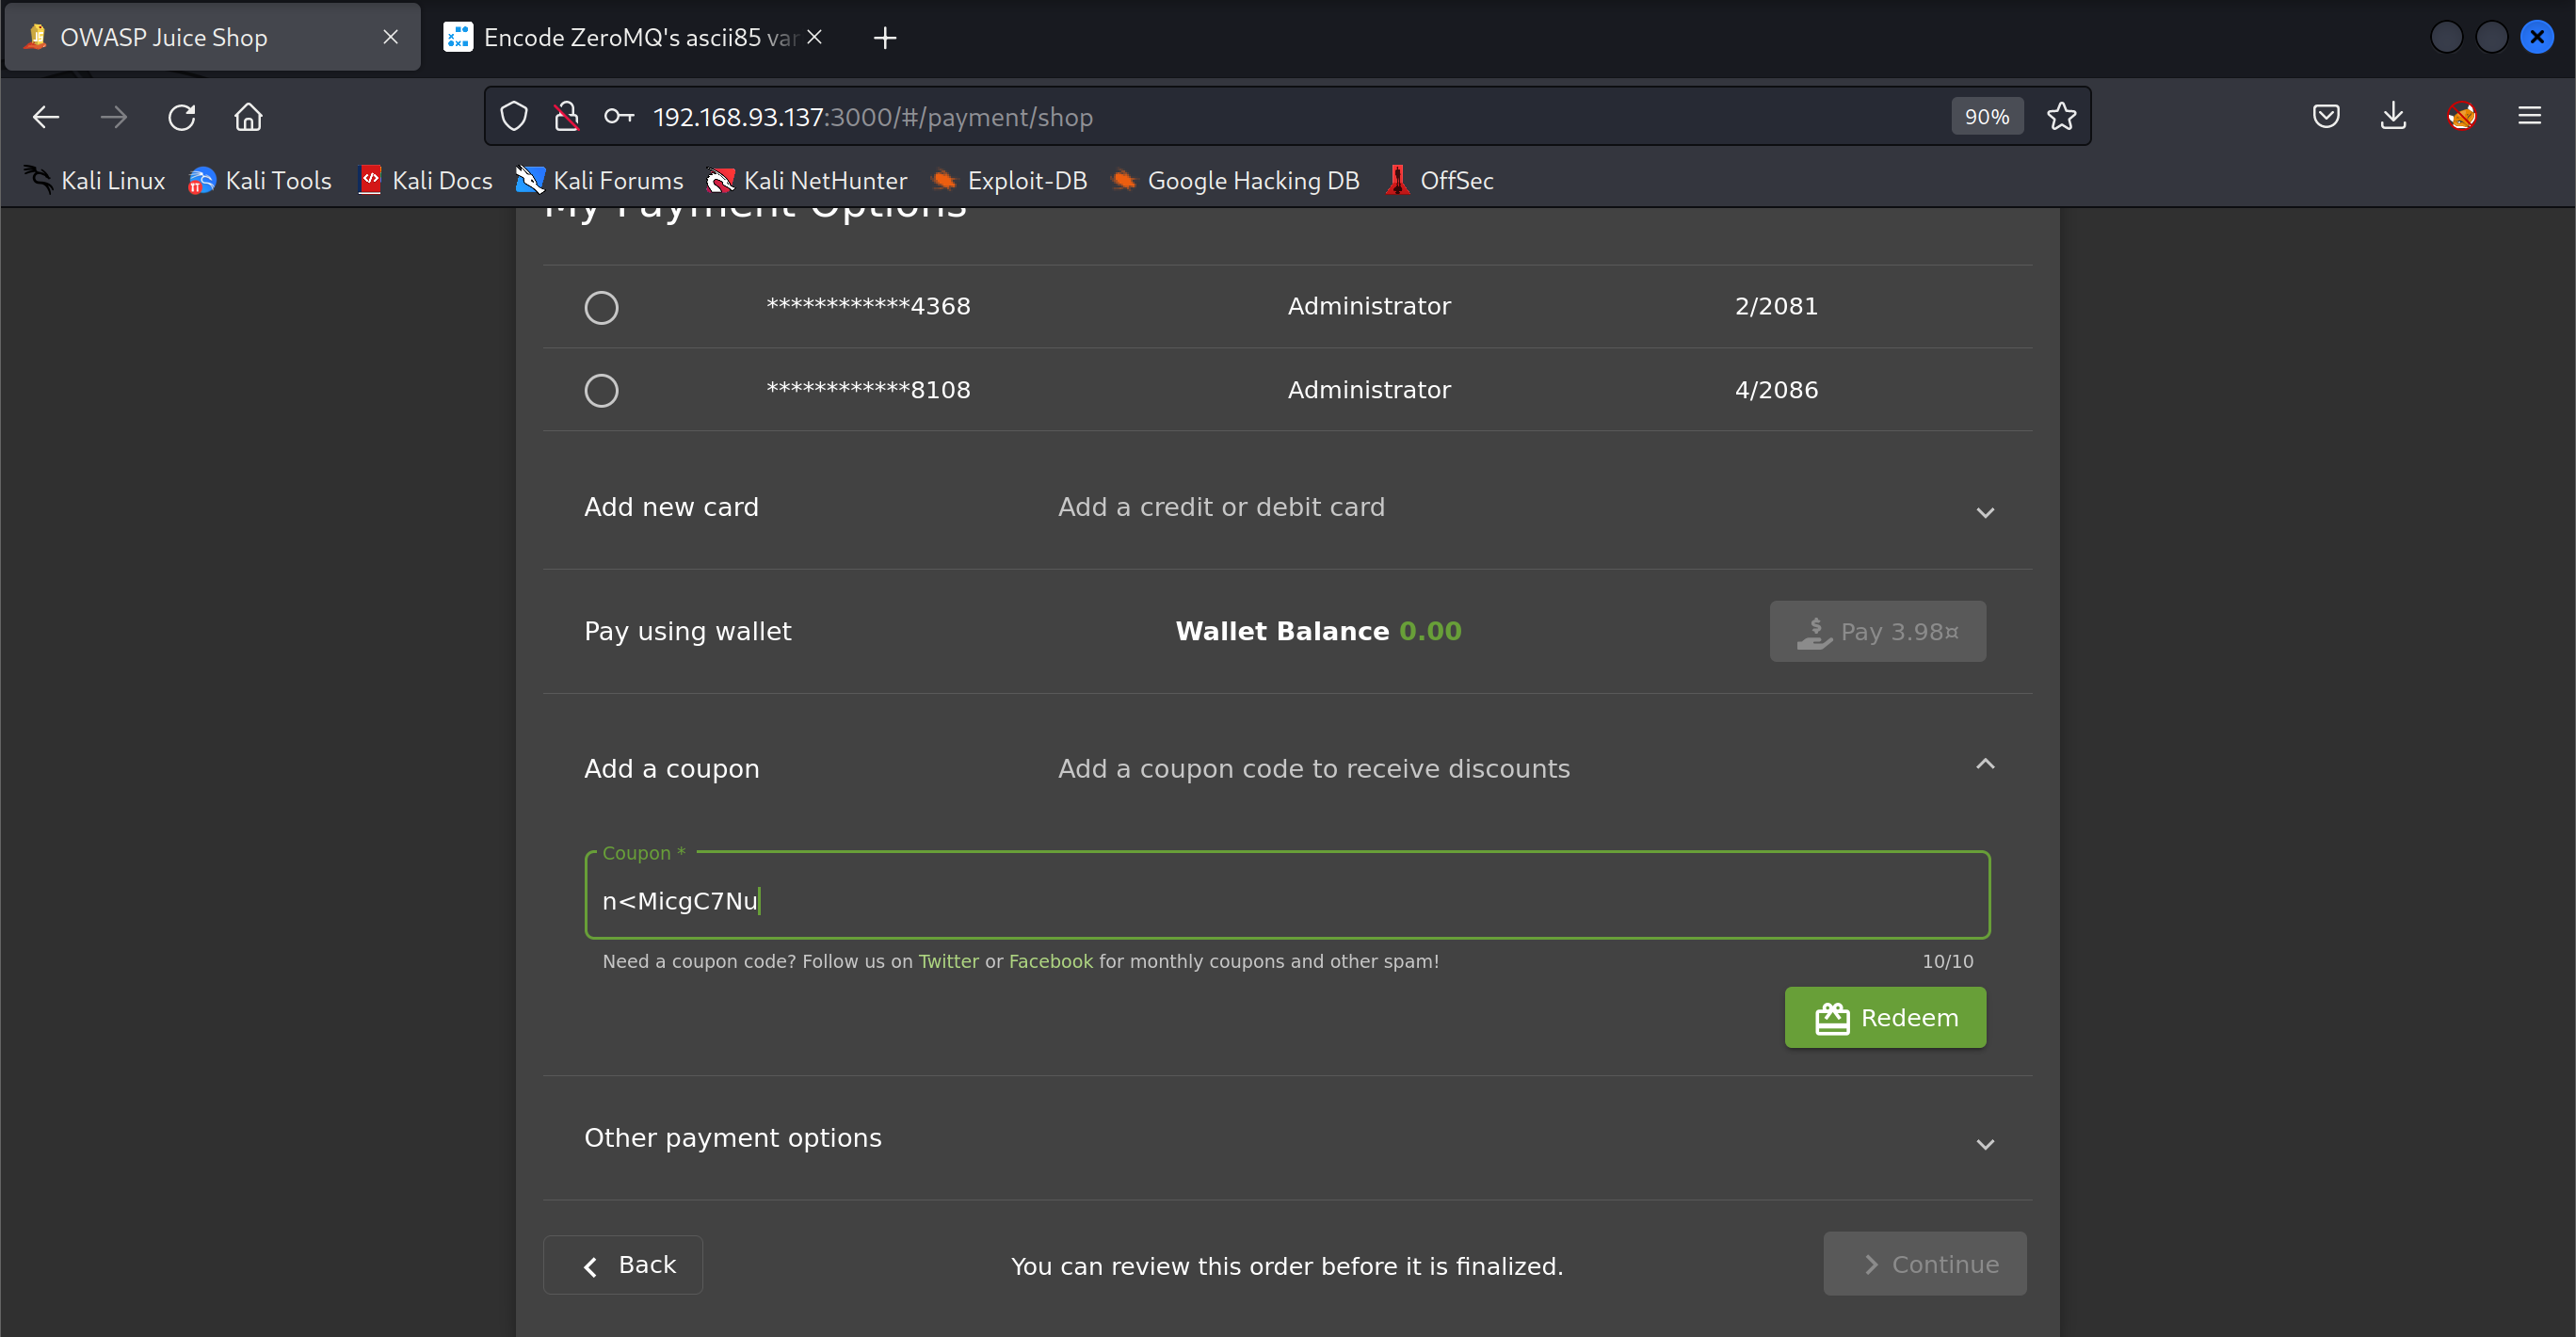 OWASP Juice Shop
Encode ZeroMQ's ascii85 var
192.168.93.137:3000/#/payment/shop
90%
Kali Linux Kali Tools Kali Docs Kali Forums Kali NetHunter Exploit-DB Google Hacking DB OffSec
My Payment Options
************4368 Administrator 2/2081
************8108 Administrator 4/2086
Add new card Add a credit or debit card
Pay using wallet Wallet Balance 0.00 Pay 3.98¤
Add a coupon Add a coupon code to receive discounts
Coupon *
n<MicgC7Nu
Need a coupon code? Follow us on Twitter or Facebook for monthly coupons and other spam! 10/10
Redeem
Other payment options
Back You can review this order before it is finalized. Continue